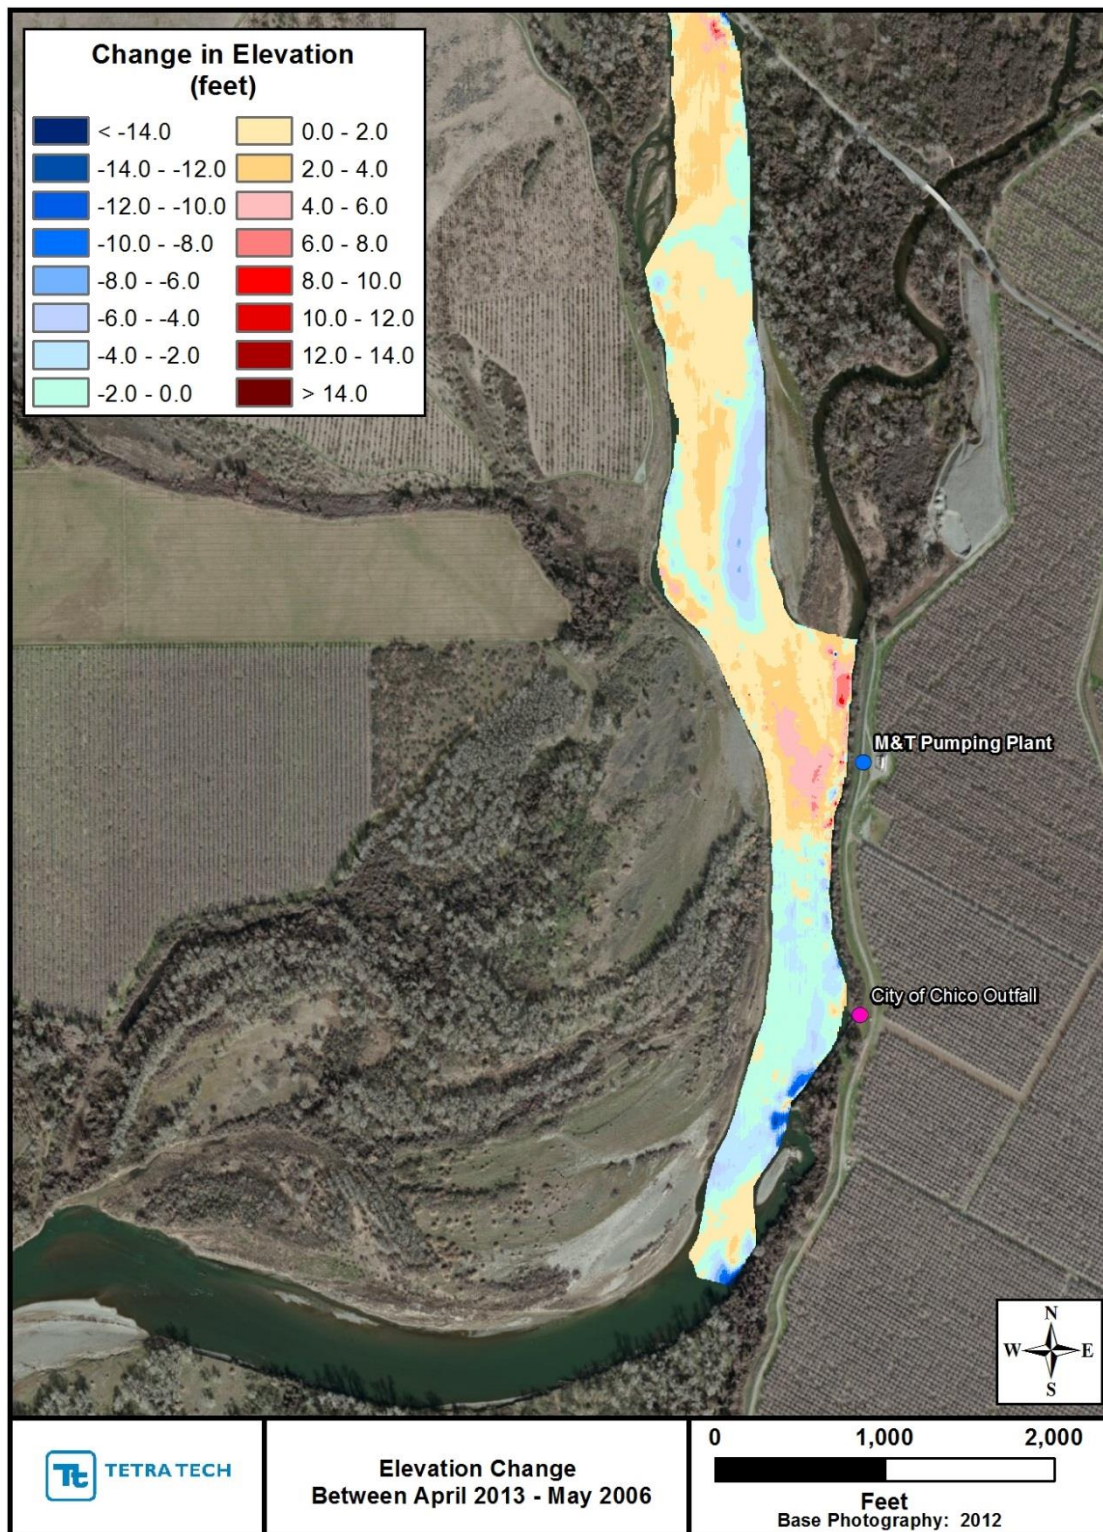 Change in Elevation
(feet)
< -14.0
-14.0 - -12.0
-12.0 - -10.0
-10.0 - -8.0
-8.0 - -6.0
-6.0 - -4.0
-4.0 - -2.0
-2.0 - 0.0
0.0 - 2.0
2.0 - 4.0
4.0 - 6.0
6.0 - 8.0
8.0 - 10.0
10.0 - 12.0
12.0 - 14.0
> 14.0
M&T Pumping Plant
City of Chico Outfall
N
W E
S
Tt TETRA TECH
Elevation Change
Between April 2013 - May 2006
0 1,000 2,000
Feet
Base Photography: 2012